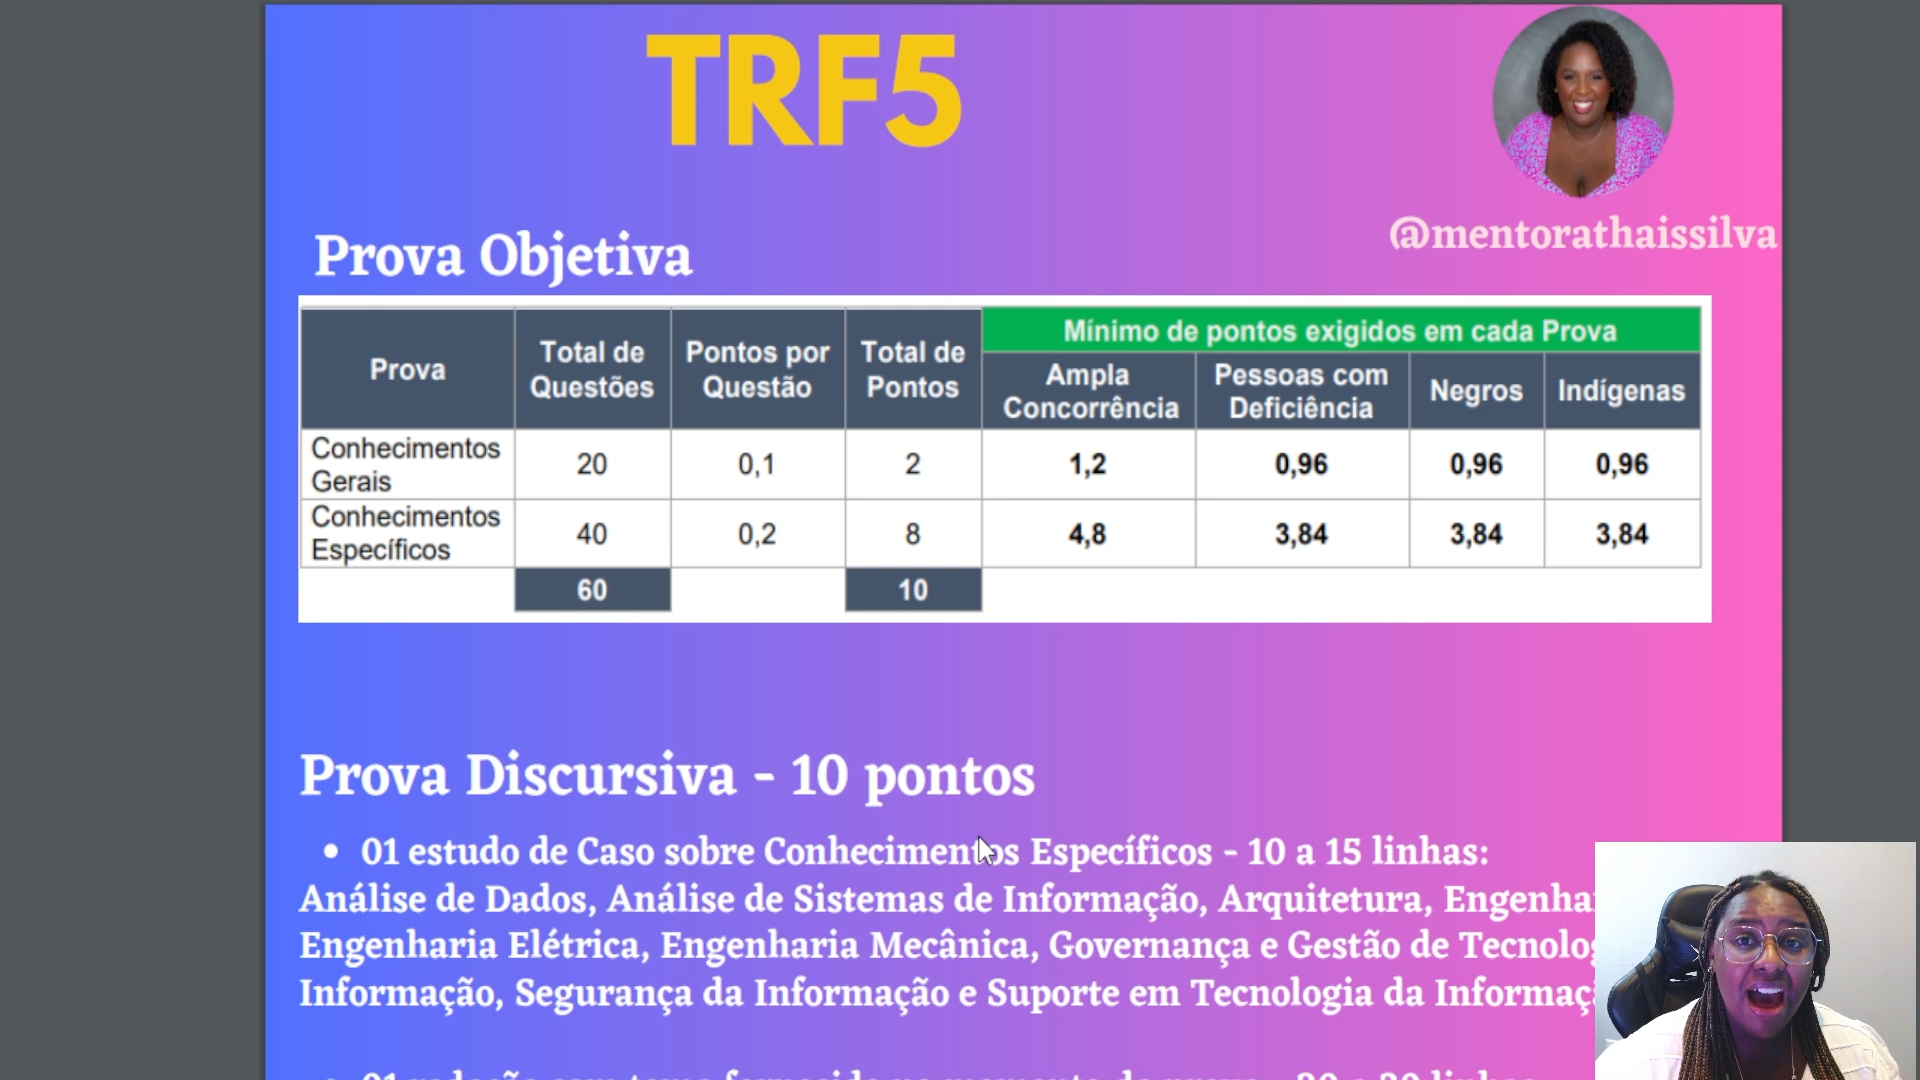 TRF5
@mentorathaissilva
Prova Objetiva
Prova
Total de Questões
Pontos por Questão
Total de Pontos
Mínimo de pontos exigidos em cada Prova
Ampla Concorrência
Pessoas com Deficiência
Negros
Indígenas
Conhecimentos Gerais 20 0,1 2 1,2 0,96 0,96 0,96
Conhecimentos Específicos 40 0,2 8 4,8 3,84 3,84 3,84
60 10
Prova Discursiva - 10 pontos
• 01 estudo de Caso sobre Conhecimentos Específicos - 10 a 15 linhas:
Análise de Dados, Análise de Sistemas de Informação, Arquitetura,
Engenharia Elétrica, Engenharia Mecânica, Governança e Gestão de
Informação, Segurança da Informação e Suporte em Tecnologia da